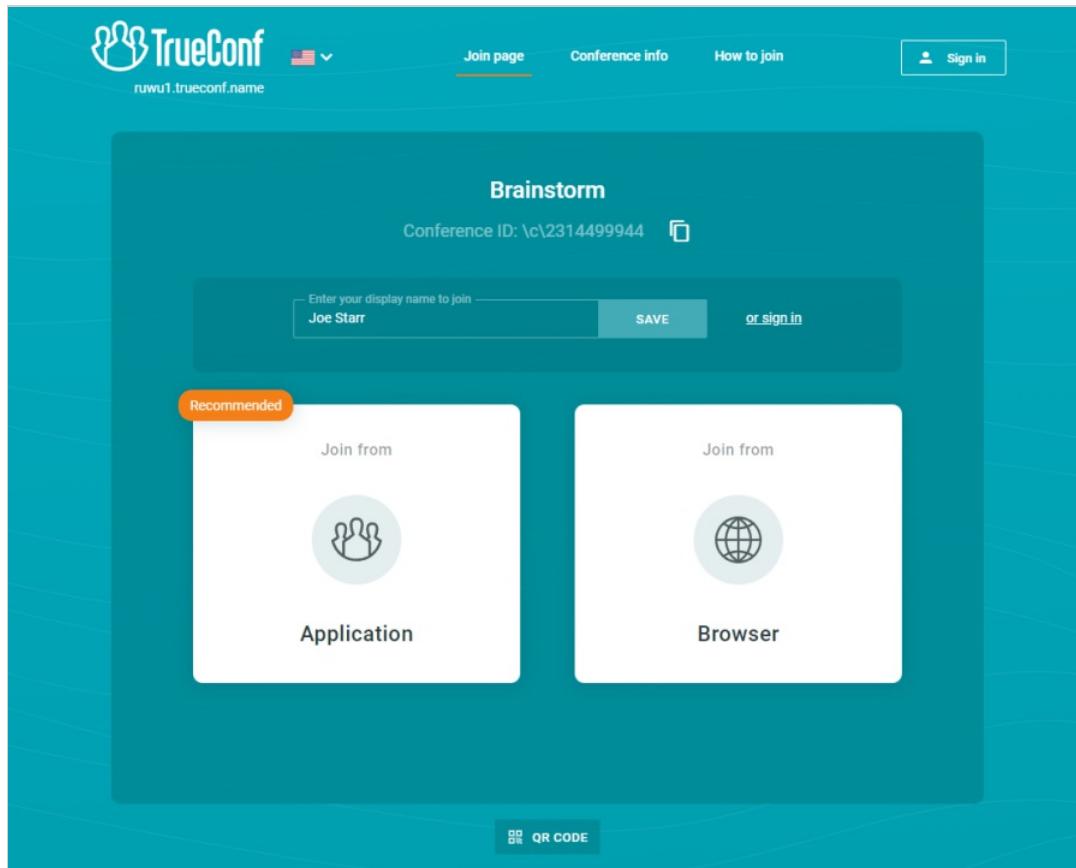 TrueConf
ruwu1.trueconf.name
Join page Conference info How to join Sign in
Brainstorm
Conference ID: \c\2314499944
Enter your display name to join
Joe Starr SAVE or sign in
Recommended
Join from
Application
Join from
Browser
QR CODE